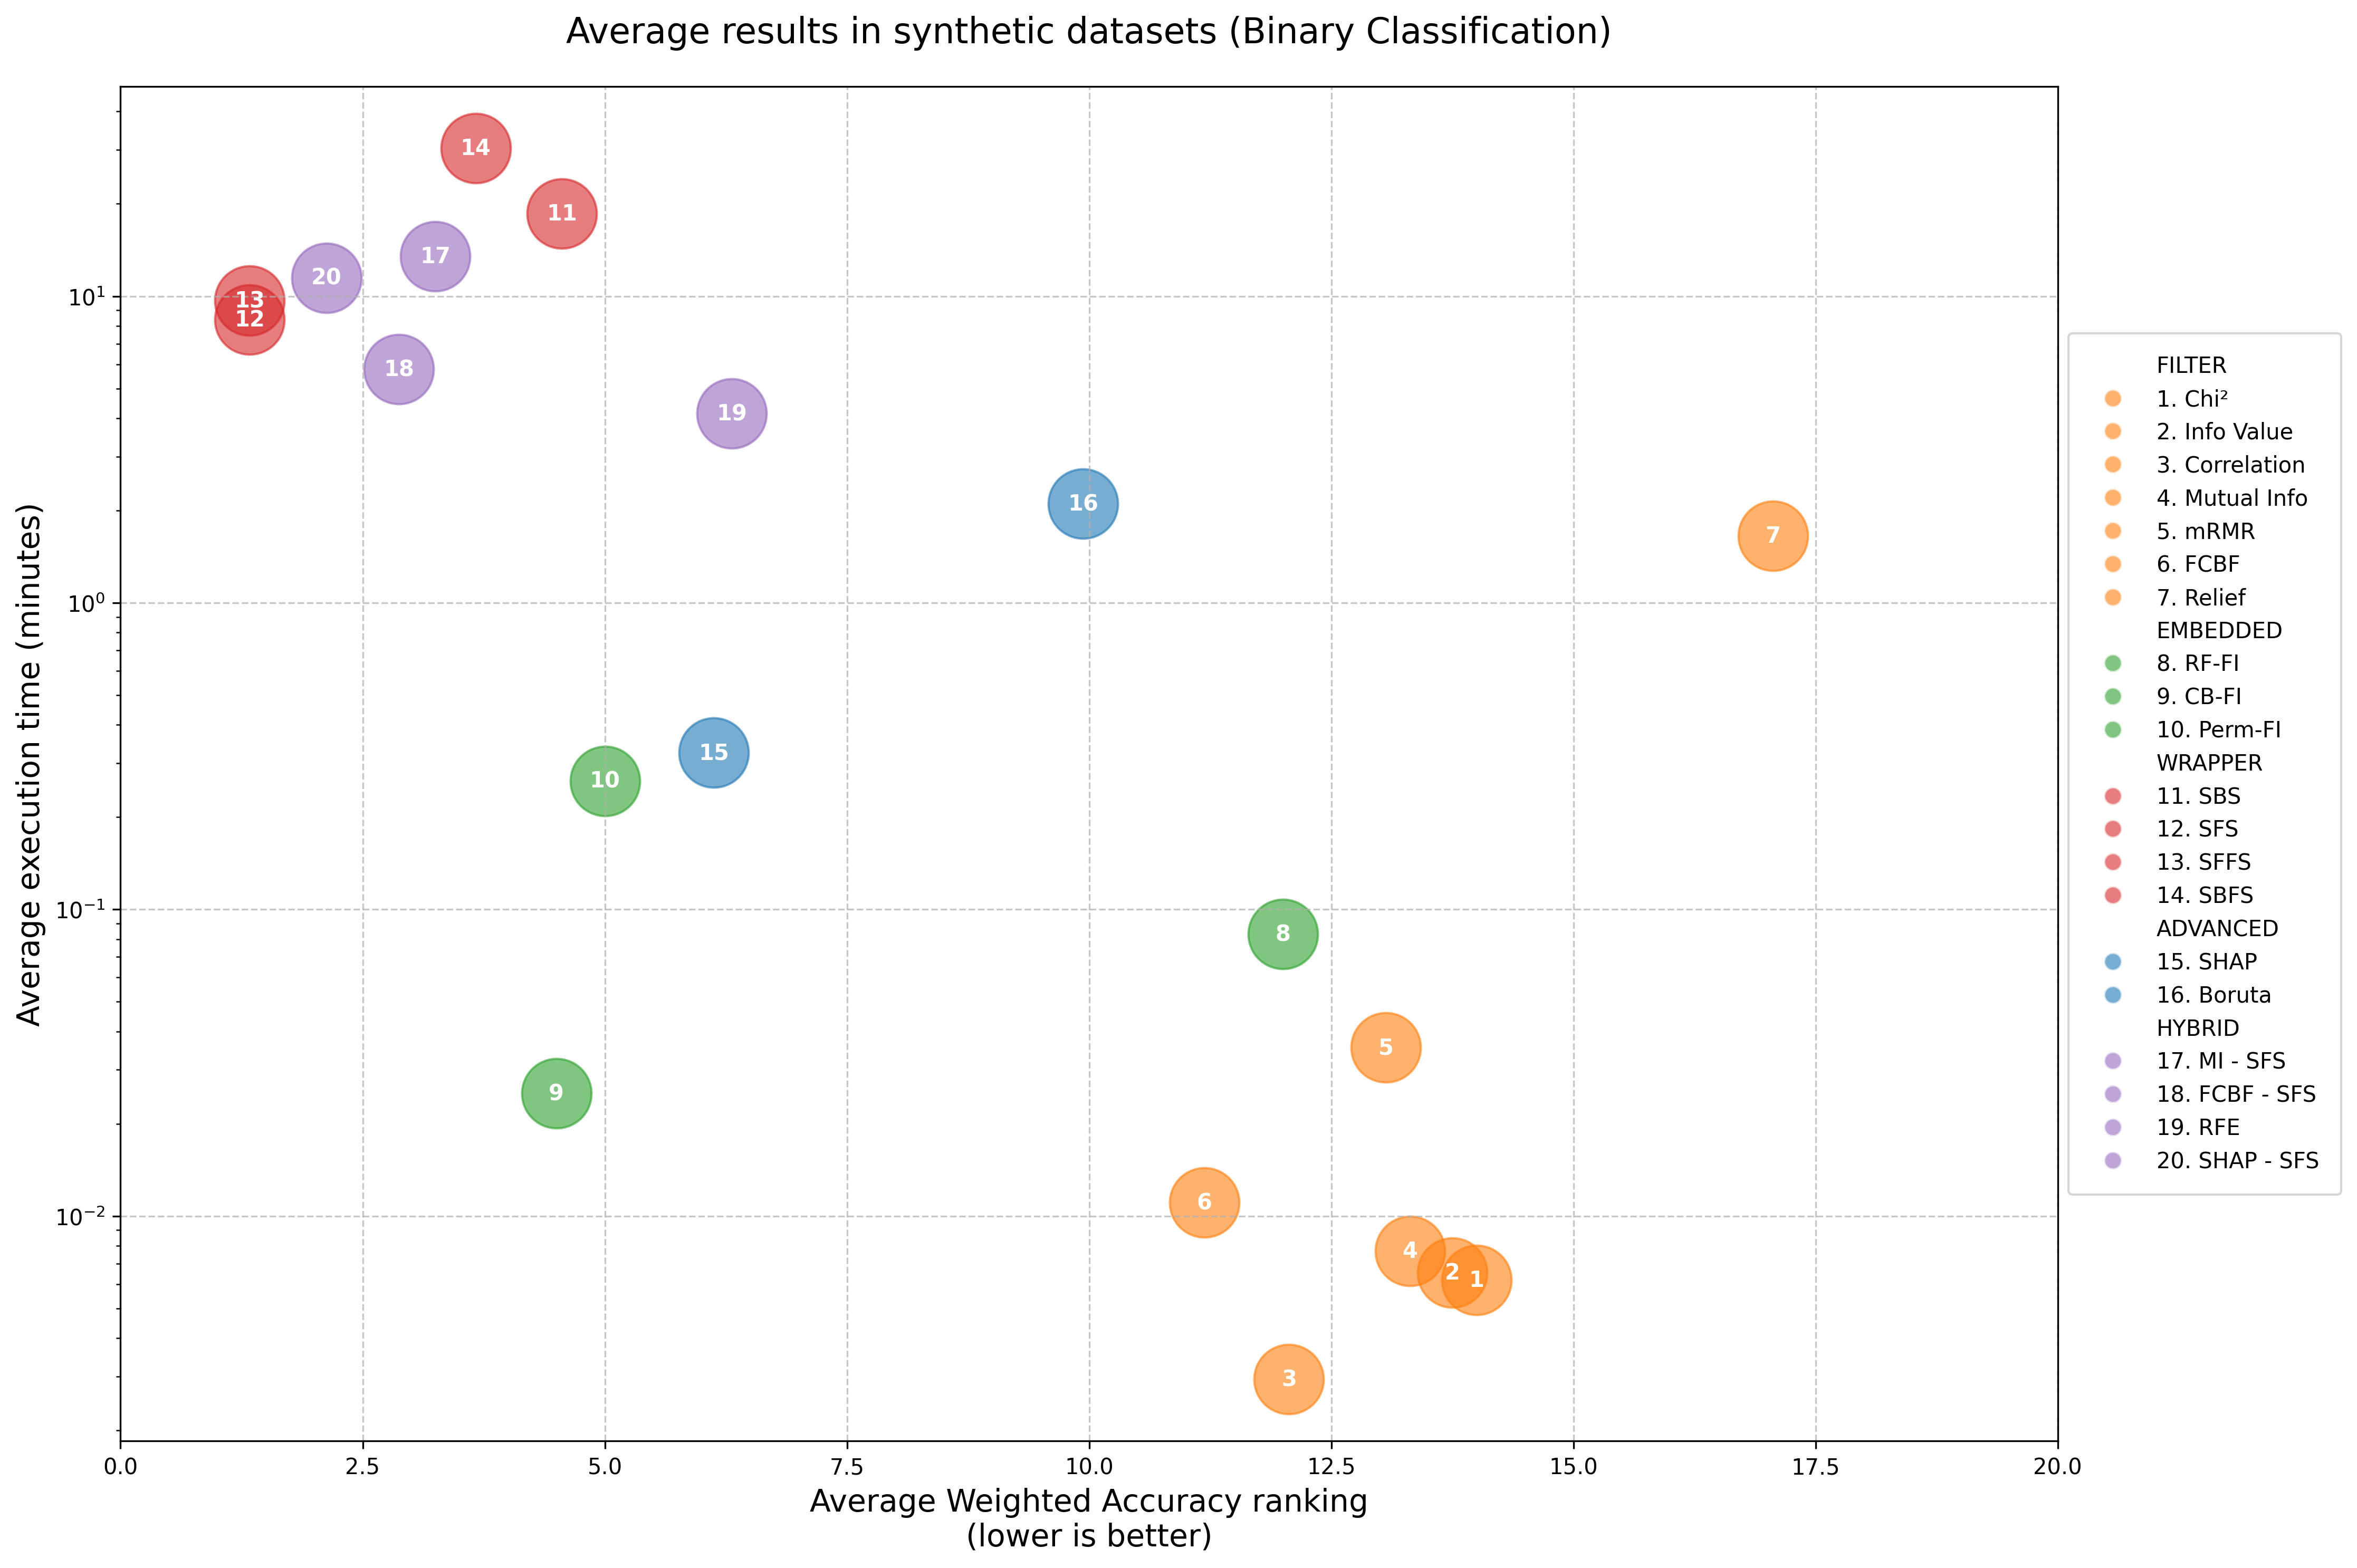 Average results in synthetic datasets (Binary Classification)
14
11
17
20
13
12
18
19
16
7
15
10
8
5
9
6
4
2
1
3
10¹
10⁰
10⁻¹
10⁻²
Average execution time (minutes)
0.0 2.5 5.0 7.5 10.0 12.5 15.0 17.5 20.0
Average Weighted Accuracy ranking
(lower is better)
FILTER
1. Chi²
2. Info Value
3. Correlation
4. Mutual Info
5. mRMR
6. FCBF
7. Relief
EMBEDDED
8. RF-FI
9. CB-FI
10. Perm-FI
WRAPPER
11. SBS
12. SFS
13. SFFS
14. SBFS
ADVANCED
15. SHAP
16. Boruta
HYBRID
17. MI - SFS
18. FCBF - SFS
19. RFE
20. SHAP - SFS